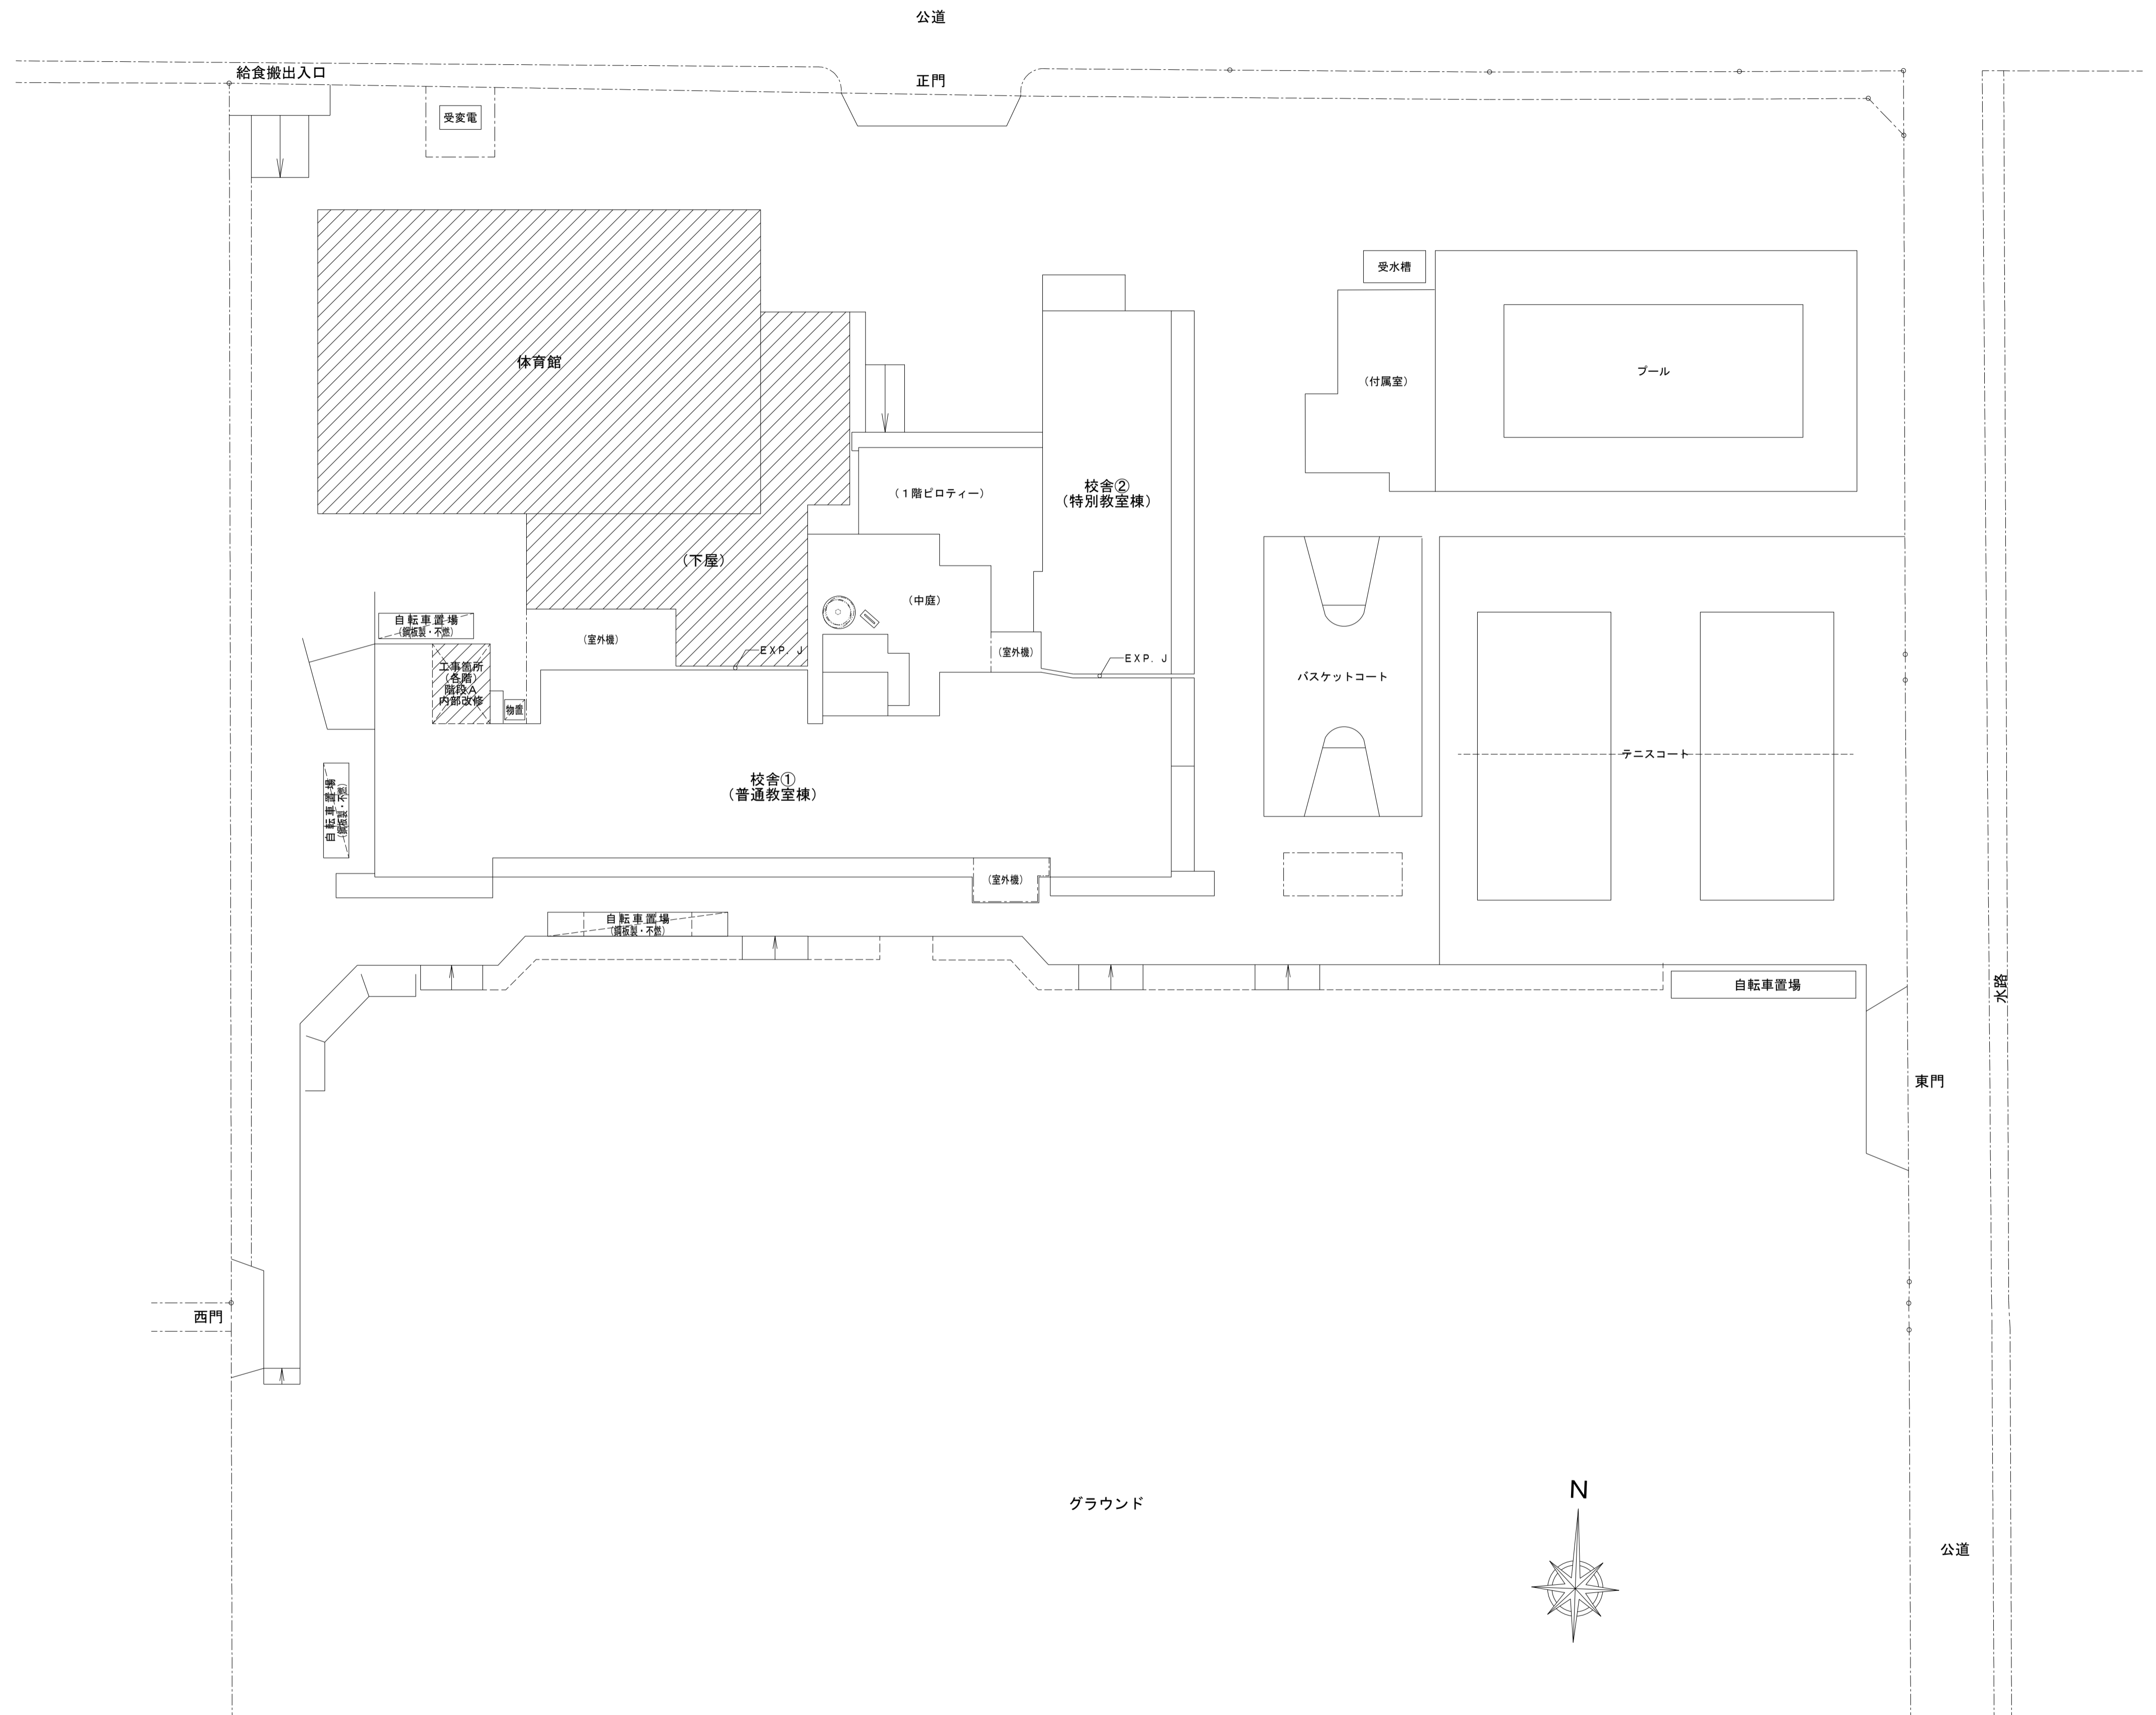 公道
給食搬出入口
正門
受変電
受水槽
体育館
プール
（付属室）
校舎②
（特別教室棟）
（１階ピロティー）
（下屋）
（中庭）
自転車置場
（鋼板製・不燃）
（室外機）
（室外機）
ＥＸＰ．Ｊ
ＥＸＰ．Ｊ
工事箇所
（各階）
階段Ａ
内部改修
物置
バスケットコート
テニスコート
校舎①
（普通教室棟）
自転車置場
（鋼板製・不燃）
（室外機）
自転車置場
（鋼板製・不燃）
自転車置場
水路
東門
西門
グラウンド
N
公道